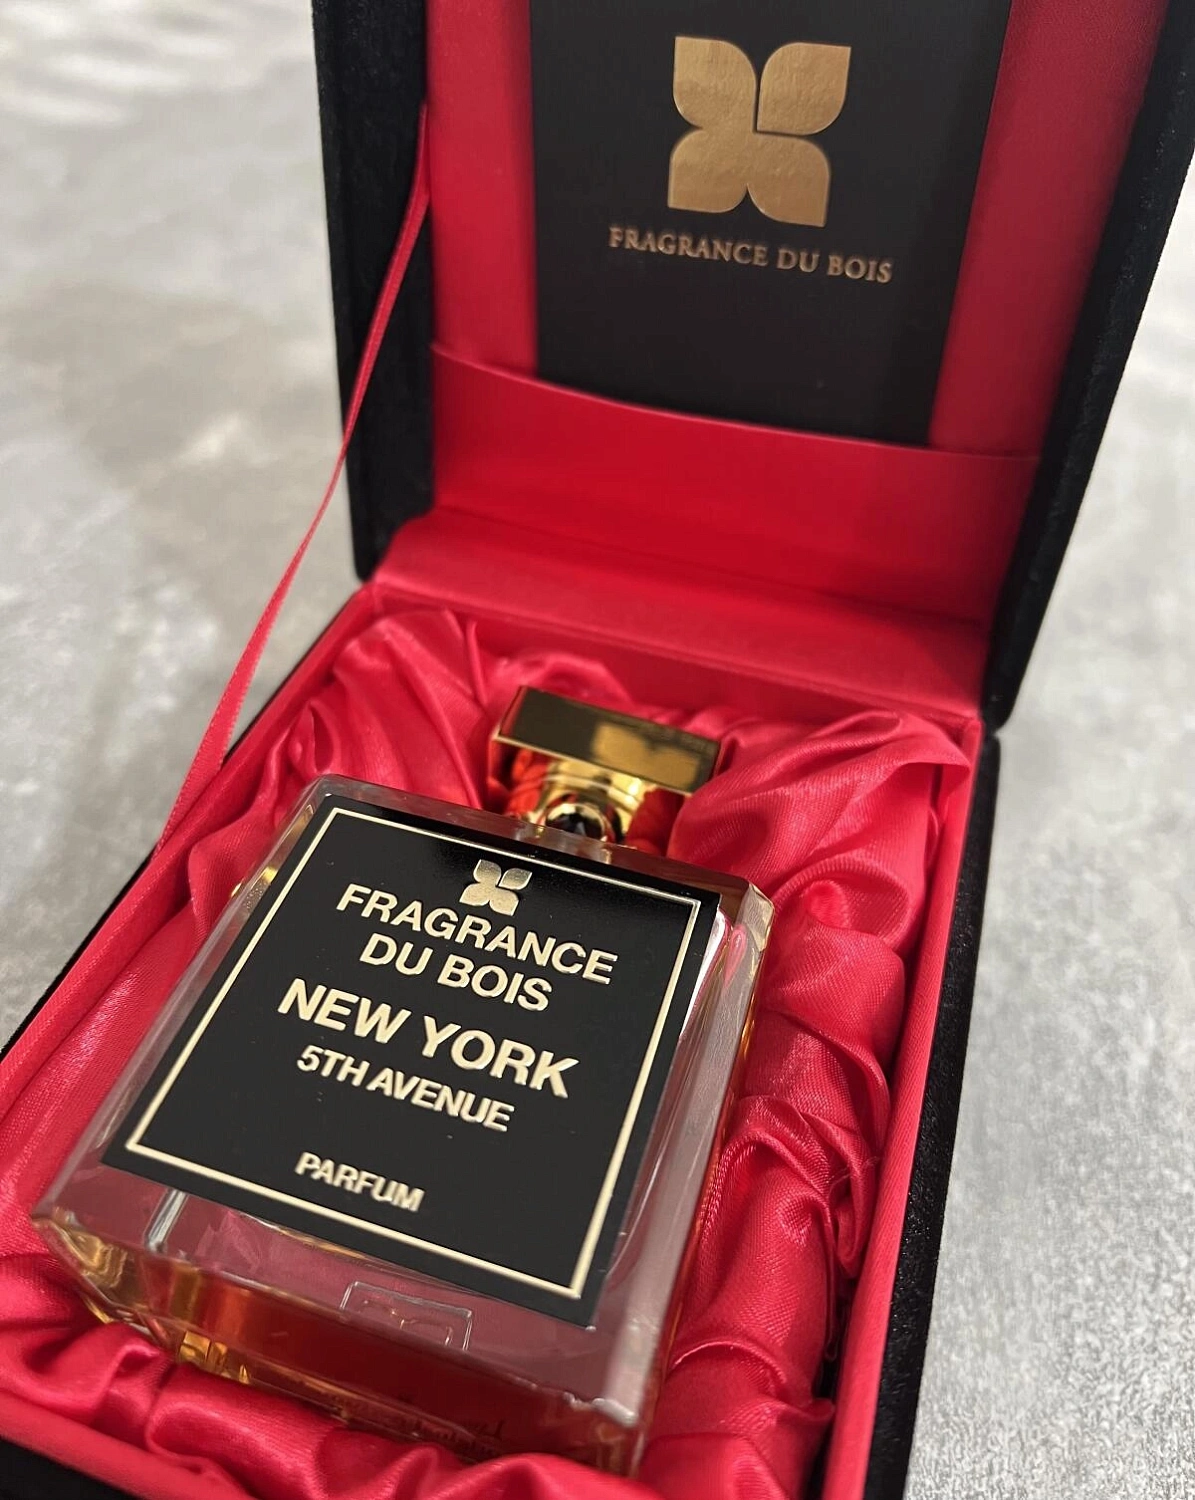 FRAGRANCE DU BOIS
FRAGRANCE
DU BOIS
NEW YORK
5TH AVENUE
PARFUM